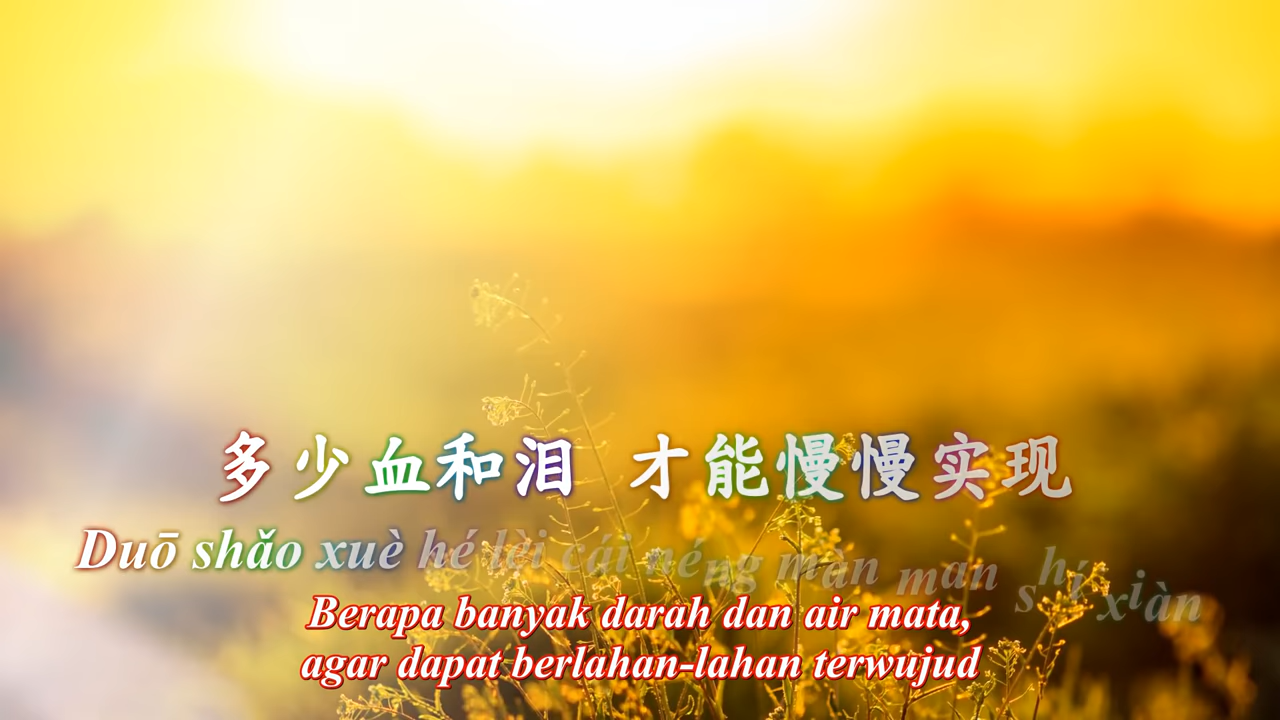 多少血和泪 才能慢慢实现
Duō shǎo xuè hé lèi cái néng màn man shí xiàn
Berapa banyak darah dan air mata,
agar dapat berlahan-lahan terwujud